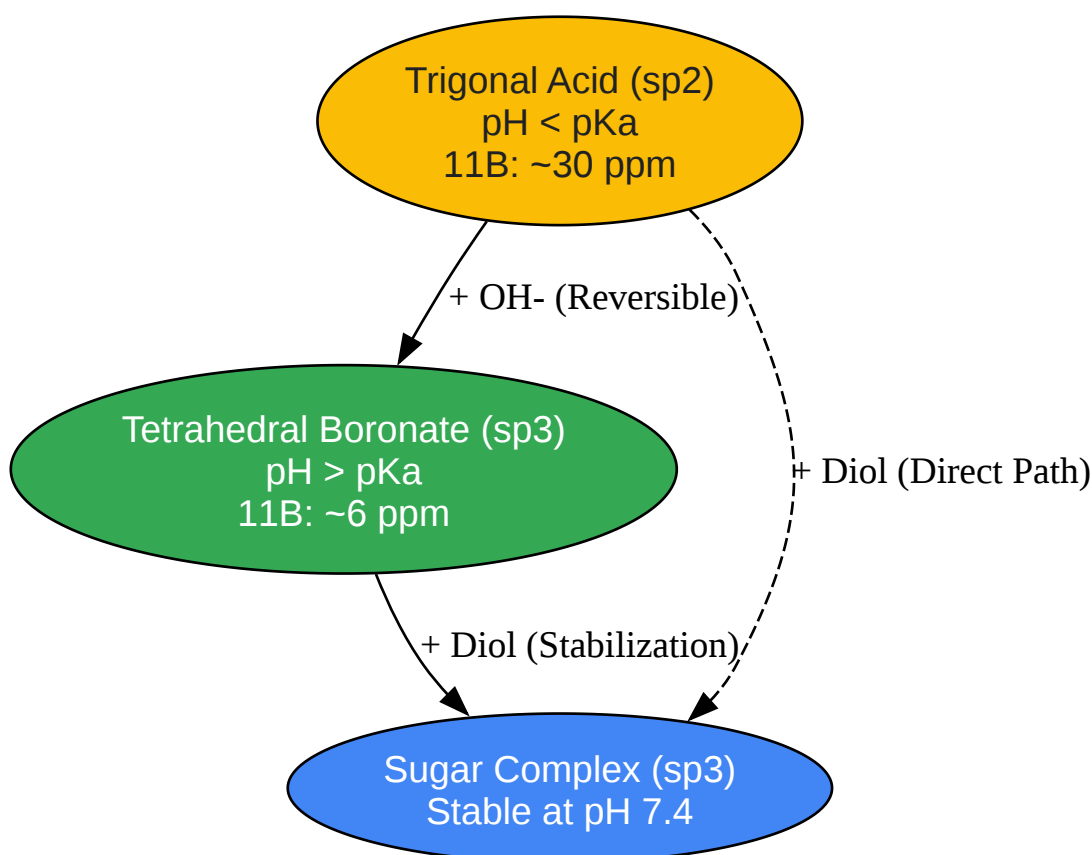 Trigonal Acid (sp2)
pH < pKa
11B: ~30 ppm
+ OH- (Reversible)
Tetrahedral Boronate (sp3)
pH > pKa
11B: ~6 ppm
+ Diol (Direct Path)
+ Diol (Stabilization)
Sugar Complex (sp3)
Stable at pH 7.4